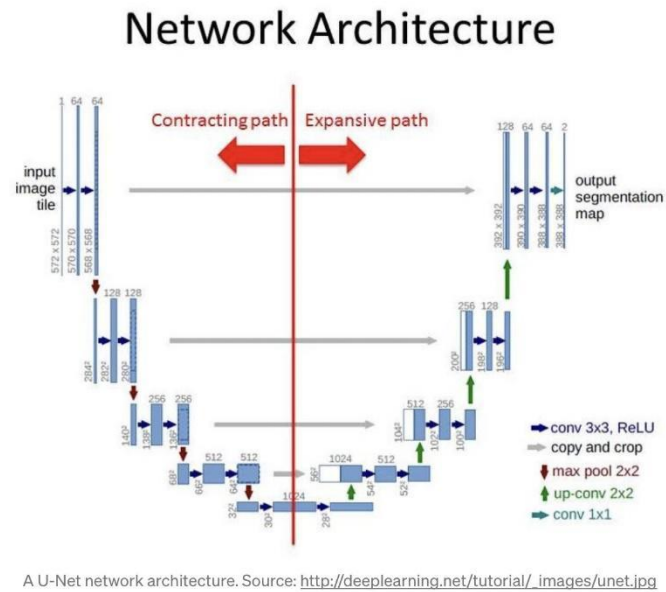 Network Architecture
Contracting path
Expansive path
input
image
tile
1 64 64
572 x 572
570 x 570
568 x 568
128 64 64 2
392 x 392
390 x 390
388 x 388
388 x 388
output
segmentation
map
128 128
284²
282²
280²
256 128
200²
198²
196²
256 256
140²
138²
136²
512 256
104²
102²
100²
512 512
68²
66²
64²
1024 512
56²
54²
52²
1024
32²
30²
28²
conv 3x3, ReLU
copy and crop
max pool 2x2
up-conv 2x2
conv 1x1
A U-Net network architecture. Source: http://deeplearning.net/tutorial/_images/unet.jpg